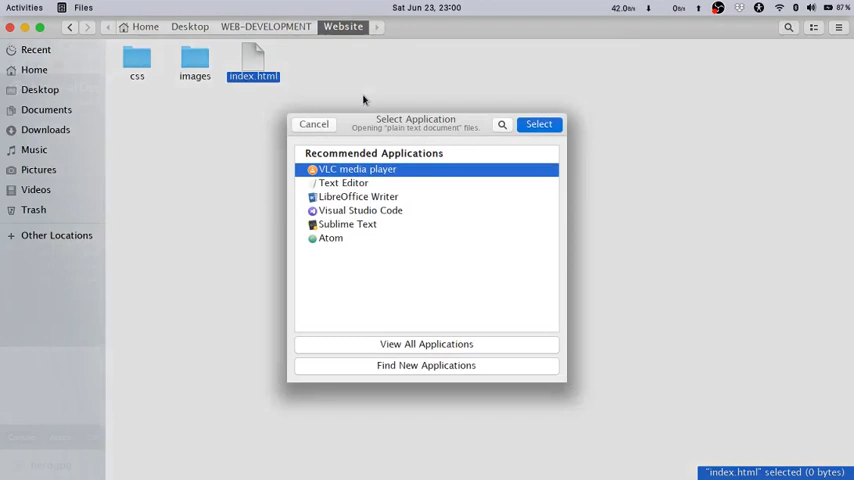 Activities Files Sat Jun 23, 23:00 42.0B/s 0B/s 87%
Home Desktop WEB-DEVELOPMENT Website
Recent
Home
Desktop
Documents
Downloads
Music
Pictures
Videos
Trash
+ Other Locations
css images index.html
Cancel Select Application Select
Opening "plain text document" files.
Recommended Applications
VLC media player
Text Editor
LibreOffice Writer
Visual Studio Code
Sublime Text
Atom
View All Applications
Find New Applications
"index.html" selected (0 bytes)